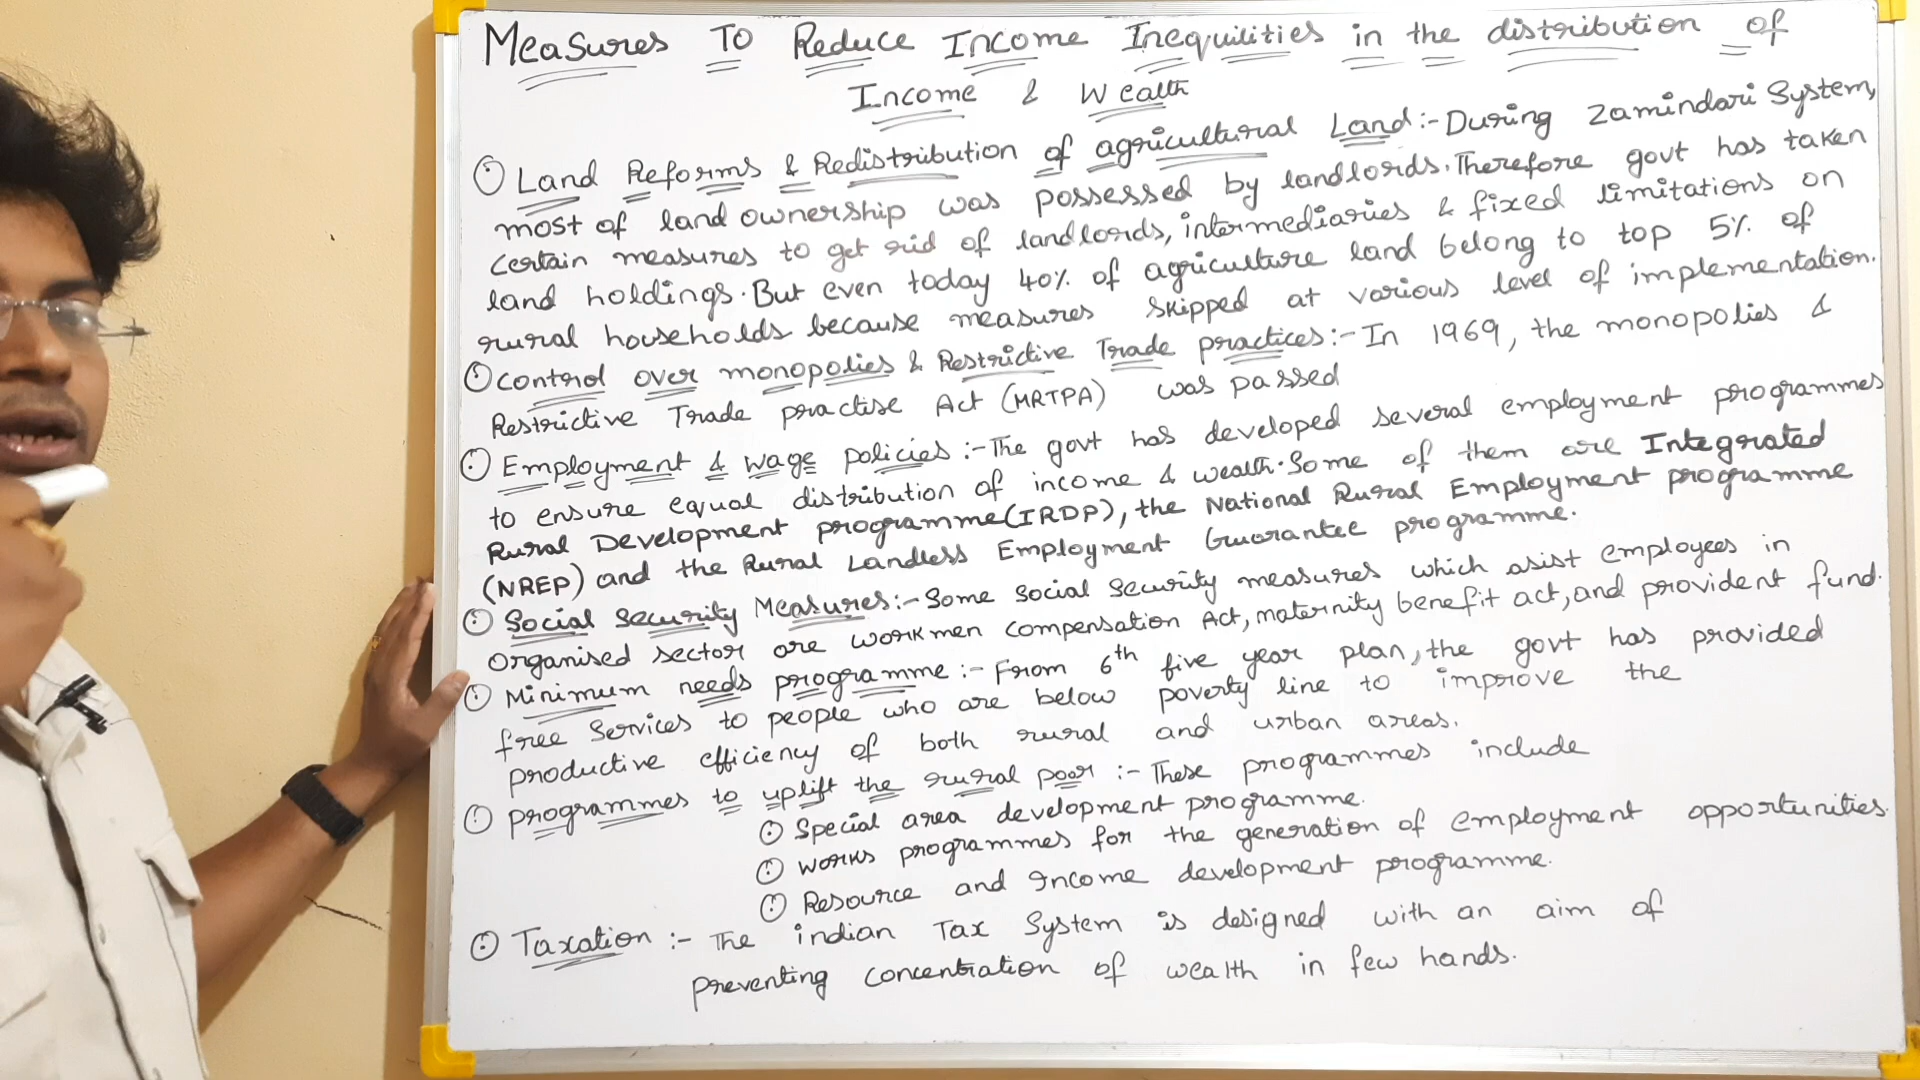 Measures To Reduce Income Inequilities in the distribution of
Income & Wealth
Land Reforms & Redistribution of agricultural Land:- During Zamindari System,
most of land ownership was possessed by landlords. Therefore govt has taken
certain measures to get rid of landlords, intermediaries & fixed limitations on
land holdings. But even today 40% of agriculture land belong to top 5% of
rural households because measures skipped at various level of implementation.
Control over monopolies & Restrictive Trade practices:- In 1969, the monopolies &
Restrictive Trade practise Act (MRTPA) was passed
Employment & wage policies:- The govt has developed several employment programmes
to ensure equal distribution of income & wealth. Some of them are Integrated
Rural Development programme (IRDP), the National Rural Employment programme
(NREP) and the Rural Landless Employment Guarantee programme.
Social Security Measures:- Some social security measures which asist employees in
organised sector are workmen compensation Act, maternity benefit act, and provident fund.
Minimum needs programme:- From 6th five year plan, the govt has provided
free services to people who are below poverty line to improve the
productive efficiency of both rural and urban areas.
programmes to uplift the rural poor:- These programmes include
Special area development programme.
works programmes for the generation of employment opportunities.
Resource and Income development programme.
Taxation:- The indian Tax System is designed with an aim of
preventing concentration of wealth in few hands.